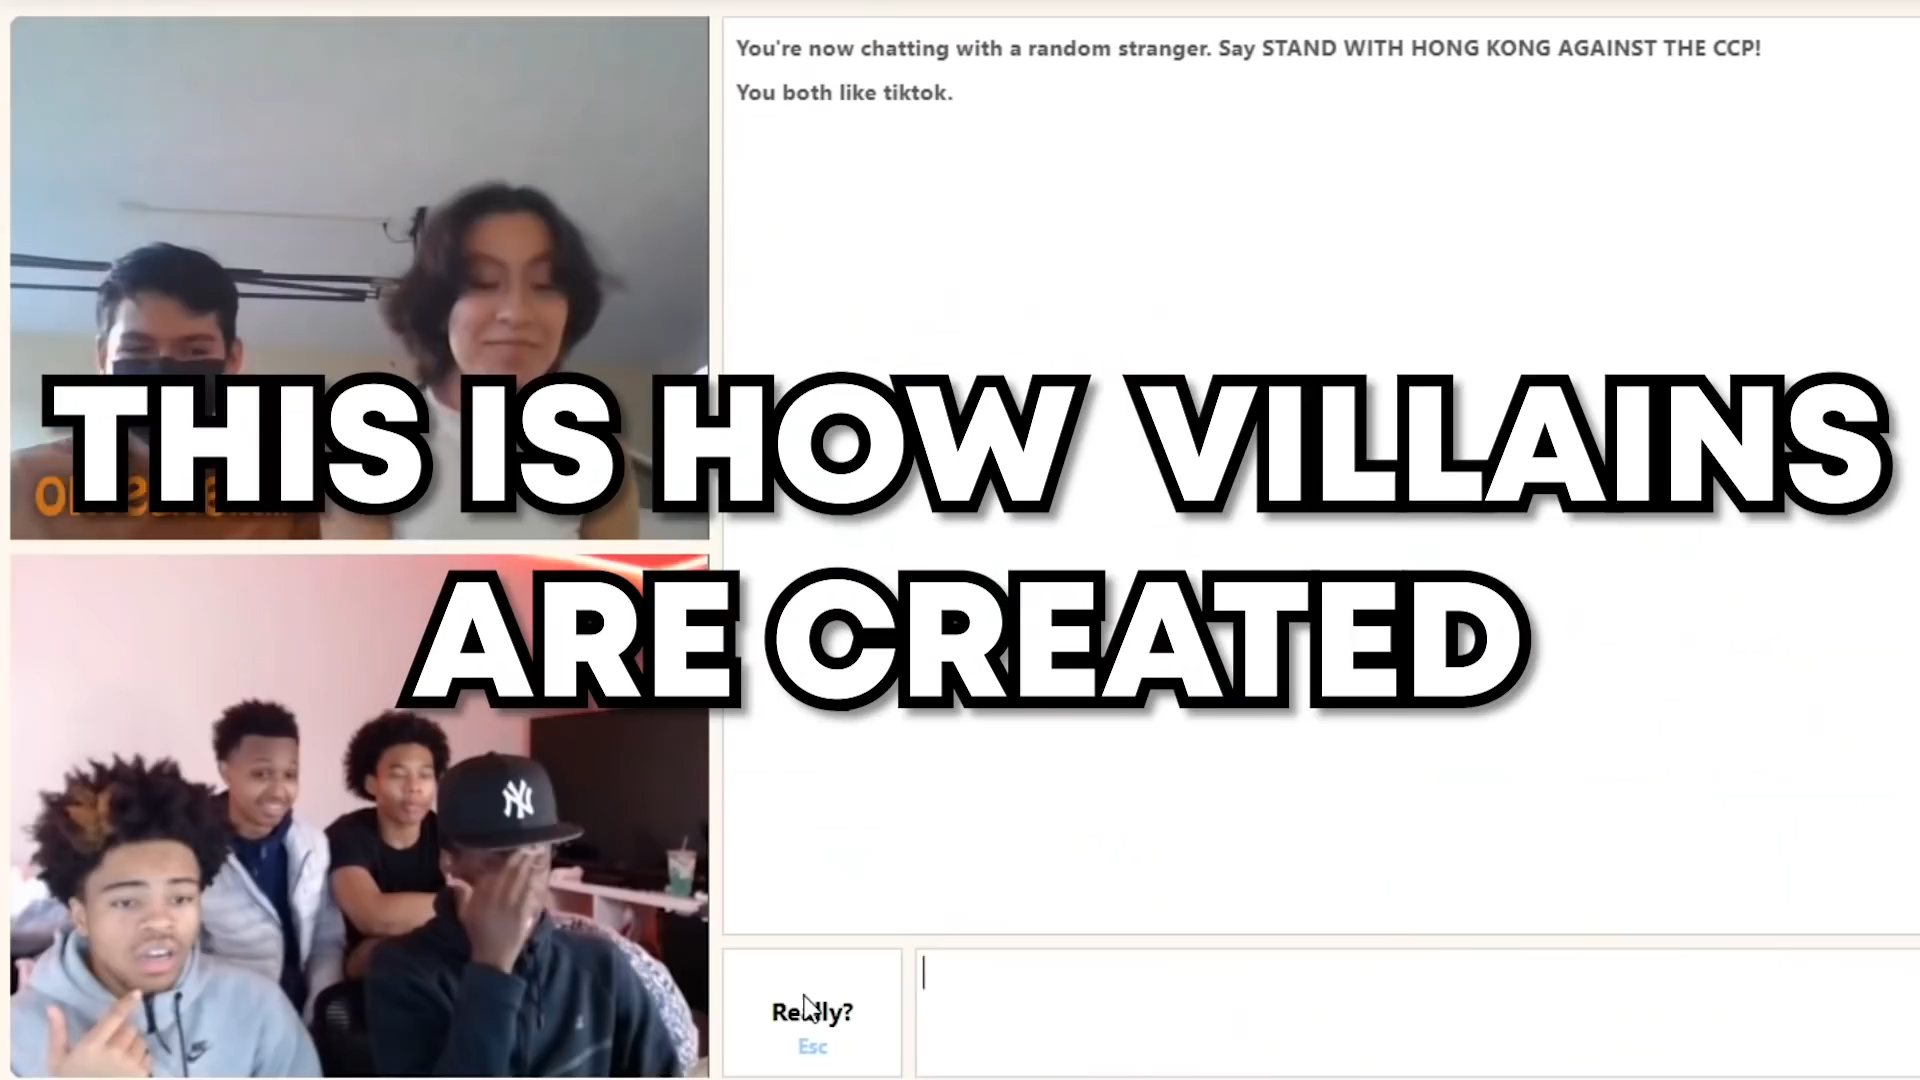 You're now chatting with a random stranger. Say STAND WITH HONG KONG AGAINST THE CCP!
You both like tiktok.
THIS IS HOW VILLAINS
ARE CREATED
NY
Really?
Esc